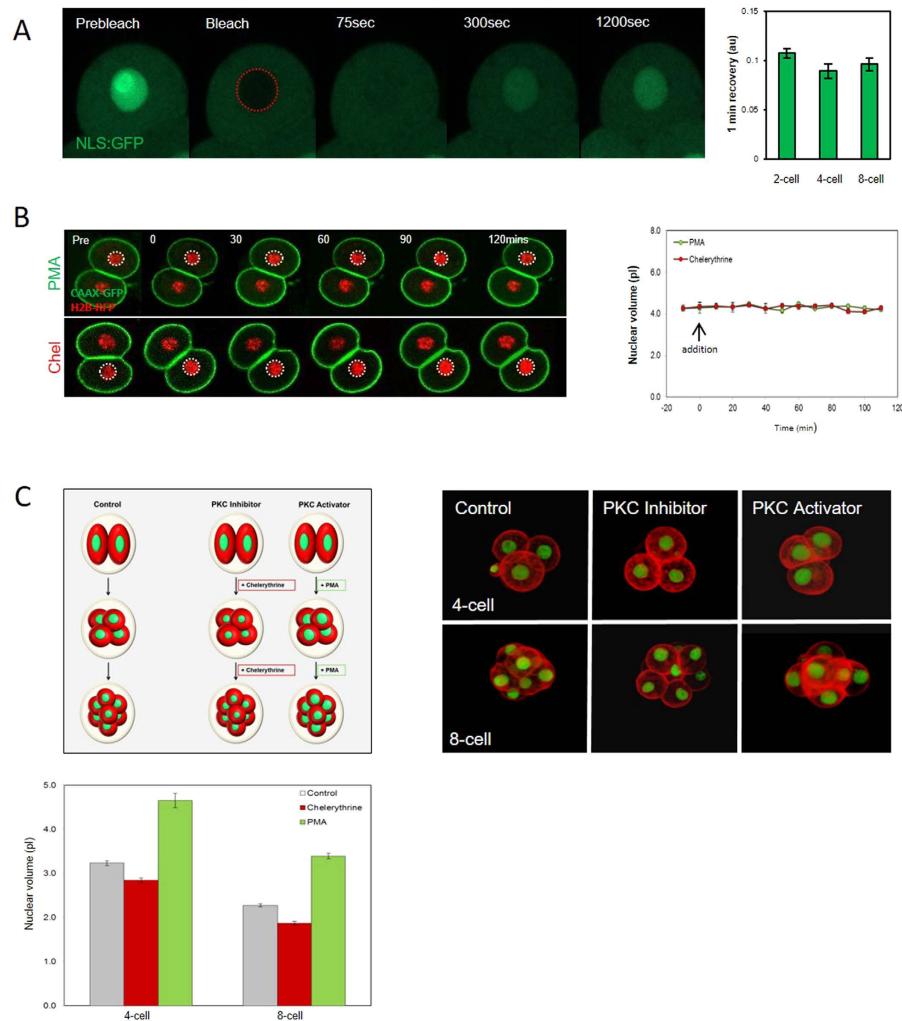 A
Prebleach Bleach 75sec 300sec 1200sec
NLS:GFP
1 min recovery (au)
0.15
0.1
0.05
0
2-cell 4-cell 8-cell
B
PMA
Pre 0 30 60 90 120mins
CAAX-GFP
H2B-RFP
Chel
Nuclear volume (pl)
8.0
6.0
4.0
2.0
0.0
PMA
Chelerythrine
addition
-20 0 20 40 60 80 100 120
Time (min)
C
Control PKC Inhibitor PKC Activator
+ Chelerythrine + PMA
+ Chelerythrine + PMA
Control PKC Inhibitor PKC Activator
4-cell
8-cell
Nuclear volume (pl)
5.0
4.0
3.0
2.0
1.0
0.0
Control
Chelerythrine
PMA
4-cell 8-cell